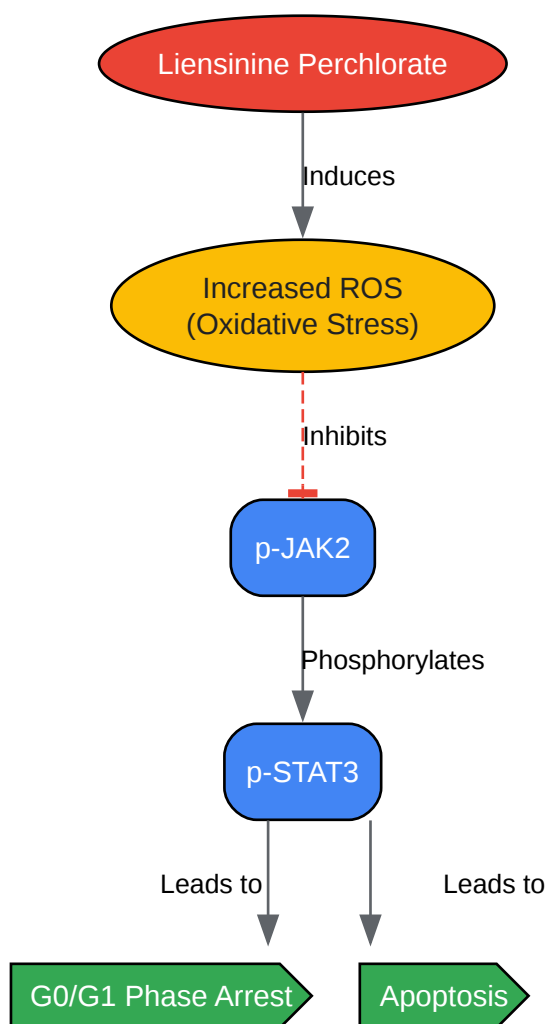 Liensinine Perchlorate
Induces
Increased ROS
(Oxidative Stress)
Inhibits
p-JAK2
Phosphorylates
p-STAT3
Leads to
Leads to
G0/G1 Phase Arrest
Apoptosis